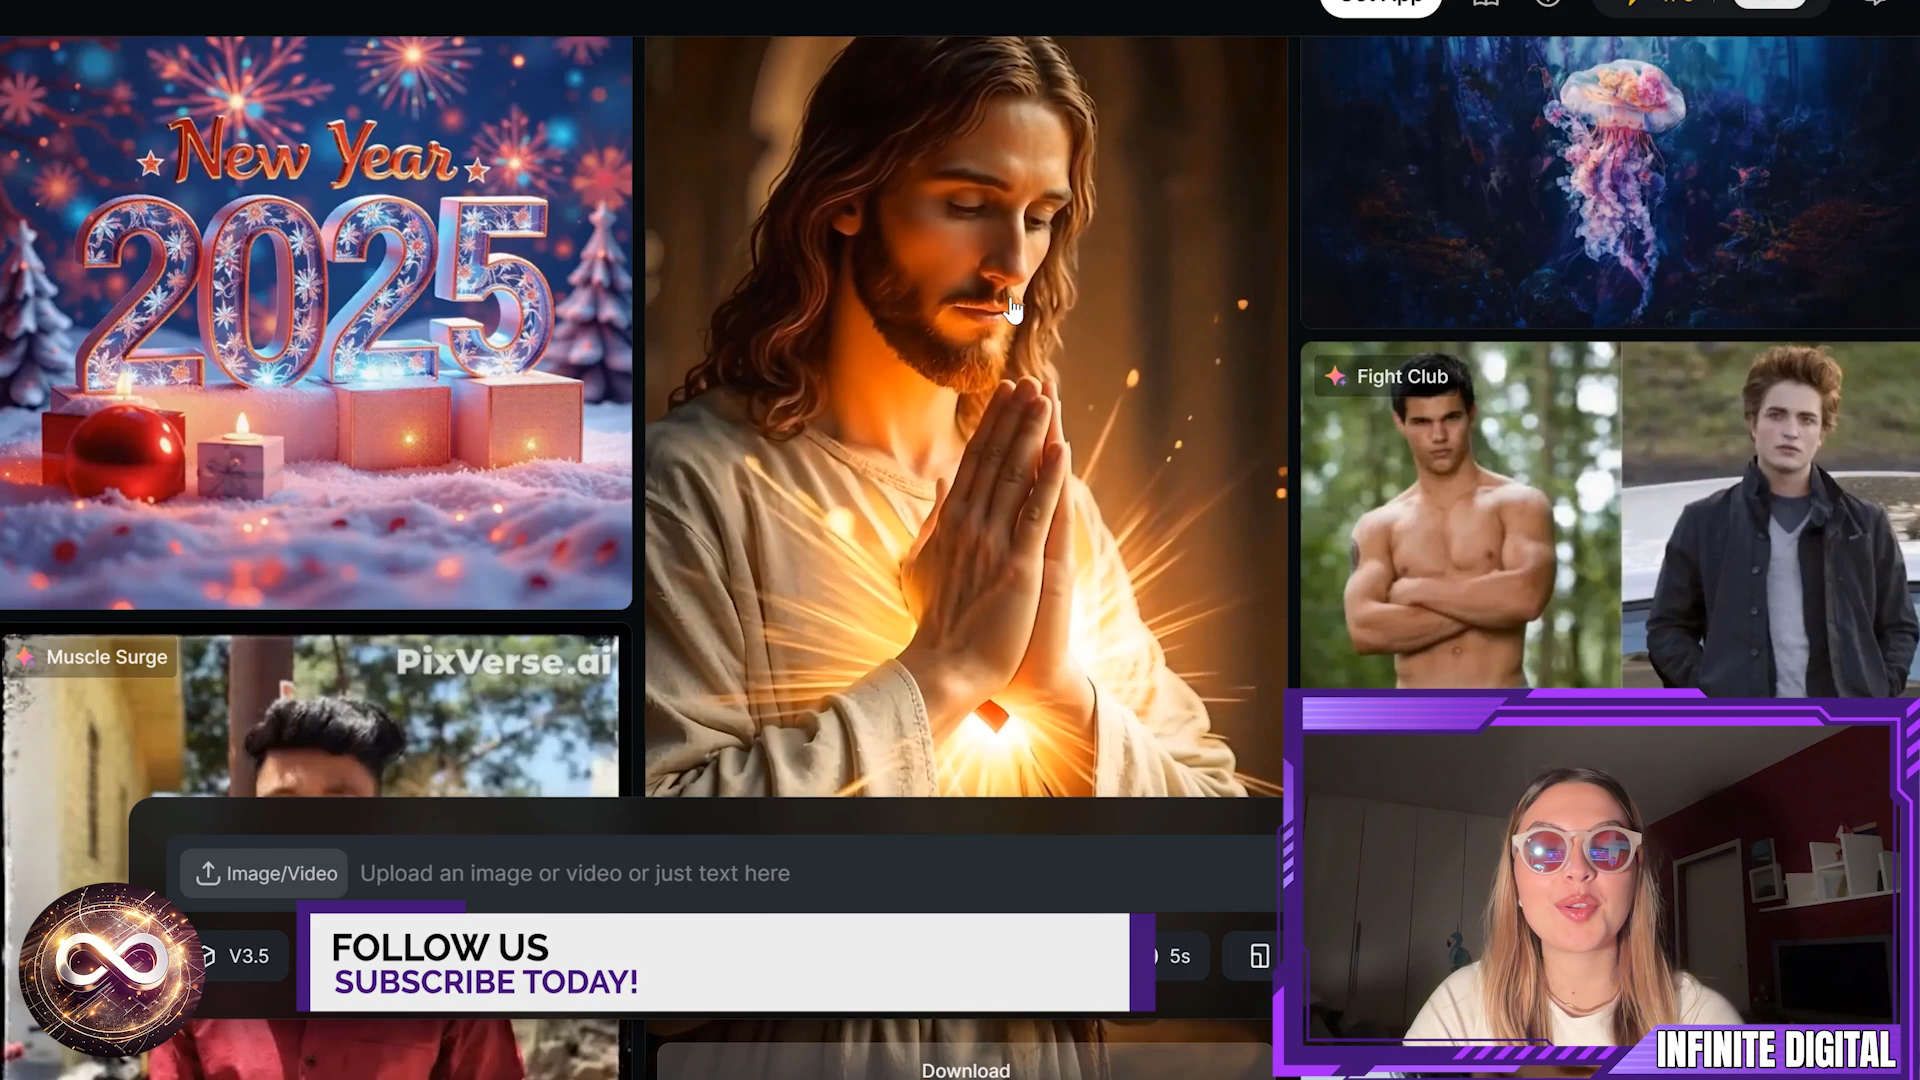 New Year
2025
Fight Club
Muscle Surge
PixVerse.ai
Image/Video
Upload an image or video or just text here
V3.5
5s
FOLLOW US
SUBSCRIBE TODAY!
Download
INFINITE DIGITAL